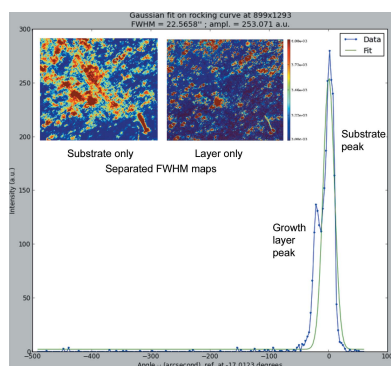 Gaussian fit on rocking curve at 899x1293
FWHM = 22.5658'' ; ampl. = 253.071 a.u.
Data
Fit
Substrate only
Layer only
Separated FWHM maps
Substrate
peak
Growth
layer
peak
Intensity (a.u.)
300
250
200
150
100
50
0
-500
-400
-300
-200
-100
0
100
(arcsecond), ref. at -17.0123 degrees